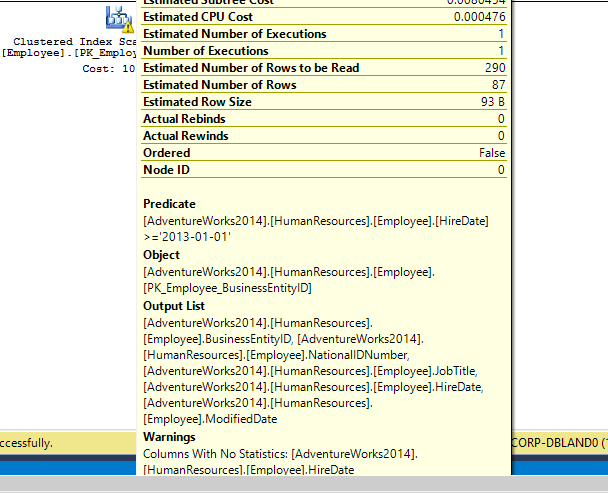 Estimated Subtree Cost 0.0080494
Estimated CPU Cost 0.000476
Estimated Number of Executions 1
Number of Executions 1
Estimated Number of Rows to be Read 290
Estimated Number of Rows 87
Estimated Row Size 93 B
Actual Rebinds 0
Actual Rewinds 0
Ordered False
Node ID 0
Clustered Index Sca
[Employee].[PK_Employ
Cost: 10
Predicate
[AdventureWorks2014].[HumanResources].[Employee].[HireDate]
>='2013-01-01'
Object
[AdventureWorks2014].[HumanResources].[Employee].
[PK_Employee_BusinessEntityID]
Output List
[AdventureWorks2014].[HumanResources].
[Employee].BusinessEntityID, [AdventureWorks2014].
[HumanResources].[Employee].NationalIDNumber,
[AdventureWorks2014].[HumanResources].[Employee].JobTitle,
[AdventureWorks2014].[HumanResources].[Employee].HireDate,
[AdventureWorks2014].[HumanResources].
[Employee].ModifiedDate
Warnings
Columns With No Statistics: [AdventureWorks2014].
[HumanResources].[Employee].HireDate
ccessfully.
CORP-DBLAND0 (1